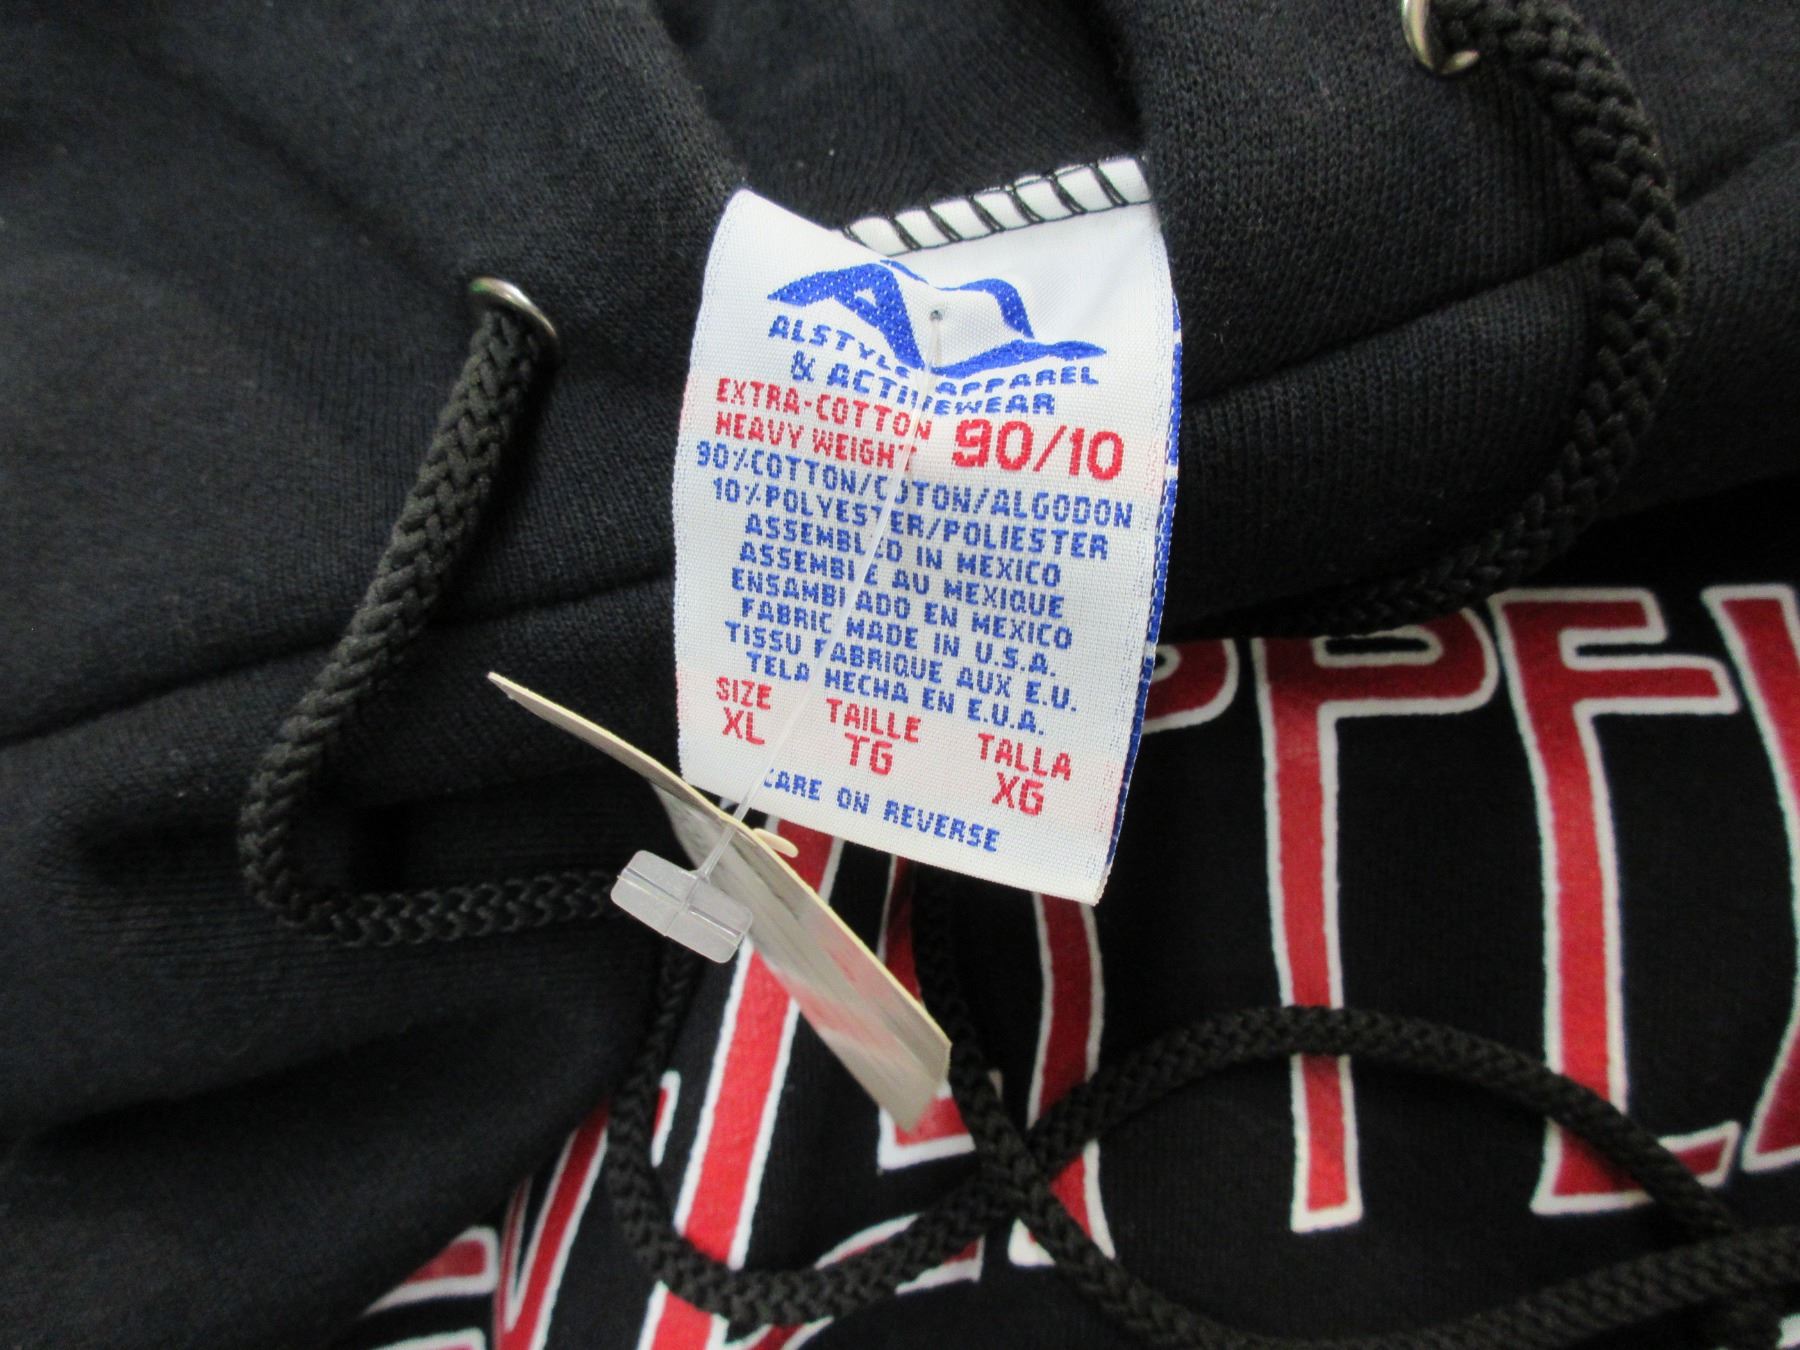 ALSTYLE APPAREL
& ACTIVEWEAR
EXTRA-COTTON
HEAVY WEIGHT 90/10
90%COTTON/COTON/ALGODON
10%POLYESTER/POLIESTER
ASSEMBLED IN MEXICO
ASSEMBLE AU MEXIQUE
ENSAMBLADO EN MEXICO
FABRIC MADE IN U.S.A.
TISSU FABRIQUE AUX E.U.
TELA HECHA EN E.U.A.
SIZE TAILLE TALLA
XL TG XG
CARE ON REVERSE